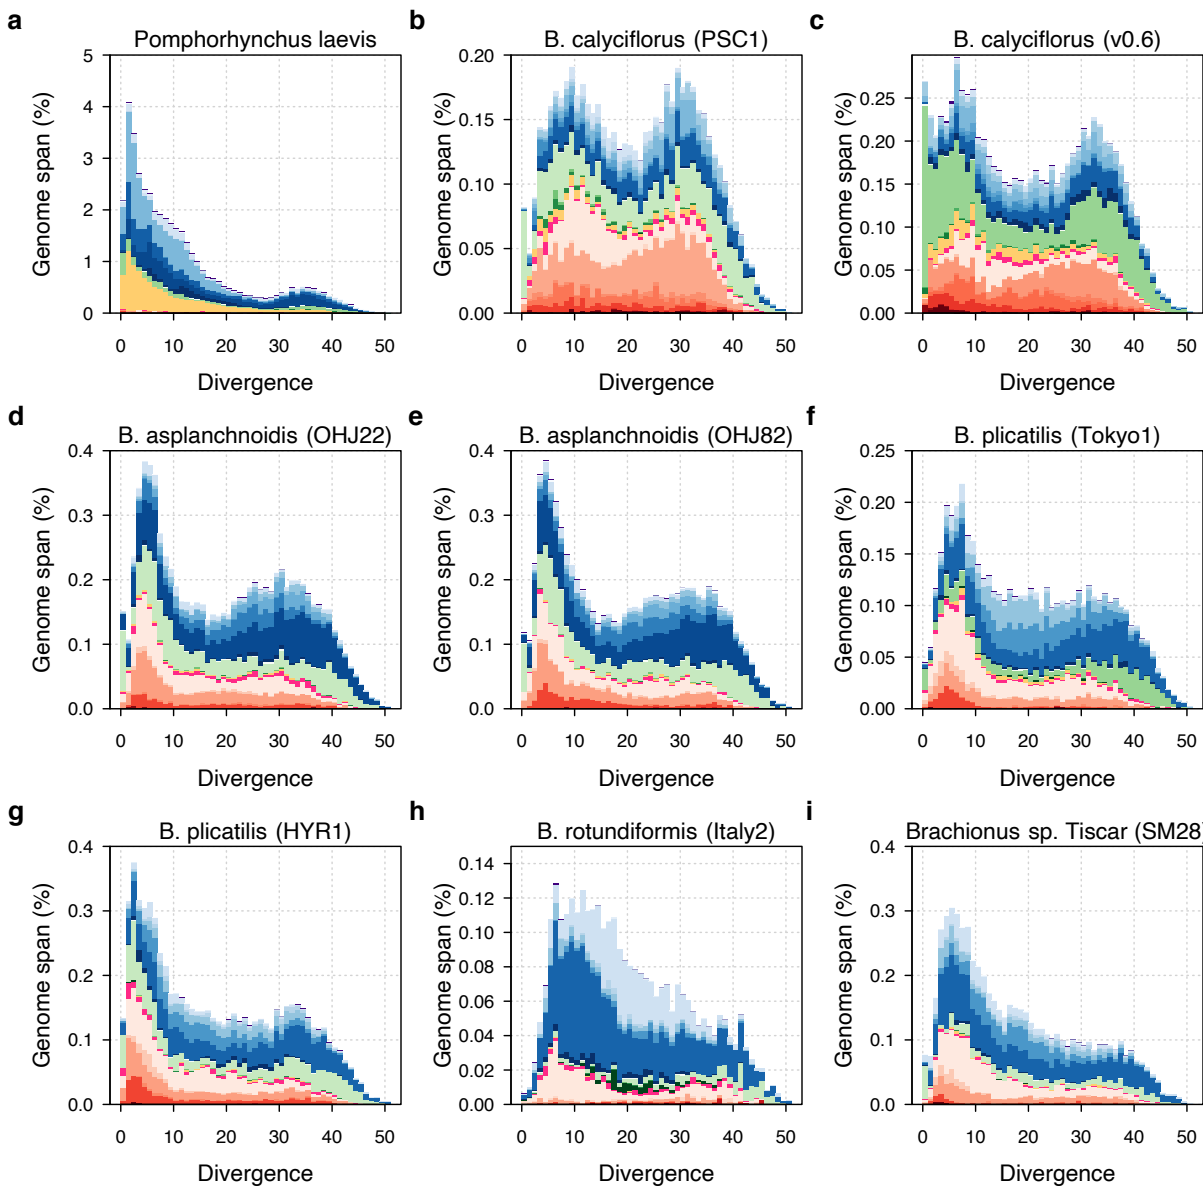 a
Pomphorhynchus laevis
Genome span (%)
5
4
3
2
1
0
0 10 20 30 40 50
Divergence
b
B. calyciflorus (PSC1)
Genome span (%)
0.20
0.15
0.10
0.05
0.00
0 10 20 30 40 50
Divergence
c
B. calyciflorus (v0.6)
Genome span (%)
0.25
0.20
0.15
0.10
0.05
0.00
0 10 20 30 40 50
Divergence
d
B. asplanchnoidis (OHJ22)
Genome span (%)
0.4
0.3
0.2
0.1
0.0
0 10 20 30 40 50
Divergence
e
B. asplanchnoidis (OHJ82)
Genome span (%)
0.4
0.3
0.2
0.1
0.0
0 10 20 30 40 50
Divergence
f
B. plicatilis (Tokyo1)
Genome span (%)
0.25
0.20
0.15
0.10
0.05
0.00
0 10 20 30 40 50
Divergence
g
B. plicatilis (HYR1)
Genome span (%)
0.4
0.3
0.2
0.1
0.0
0 10 20 30 40 50
Divergence
h
B. rotundiformis (Italy2)
Genome span (%)
0.14
0.12
0.10
0.08
0.06
0.04
0.02
0.00
0 10 20 30 40 50
Divergence
i
Brachionus sp. Tiscar (SM28)
Genome span (%)
0.4
0.3
0.2
0.1
0.0
0 10 20 30 40 50
Divergence